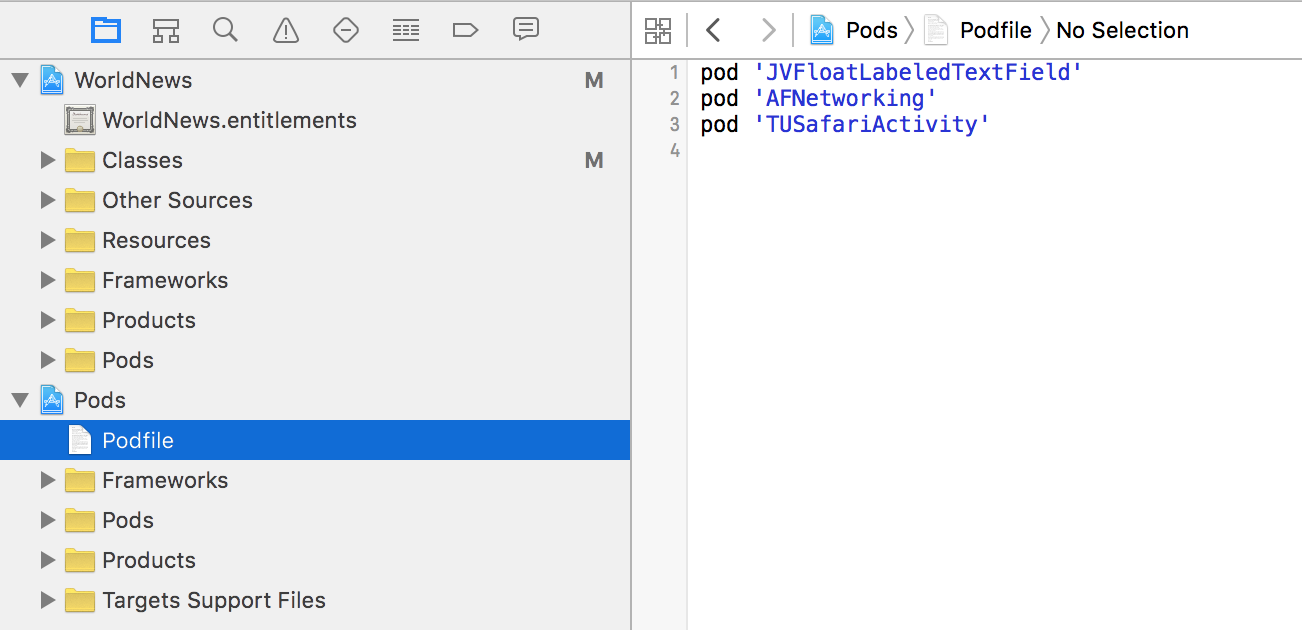 Pods Podfile No Selection
WorldNews M
WorldNews.entitlements
Classes M
Other Sources
Resources
Frameworks
Products
Pods
Pods
Podfile
Frameworks
Pods
Products
Targets Support Files
1 pod 'JVFloatLabeledTextField'
2 pod 'AFNetworking'
3 pod 'TUSafariActivity'
4